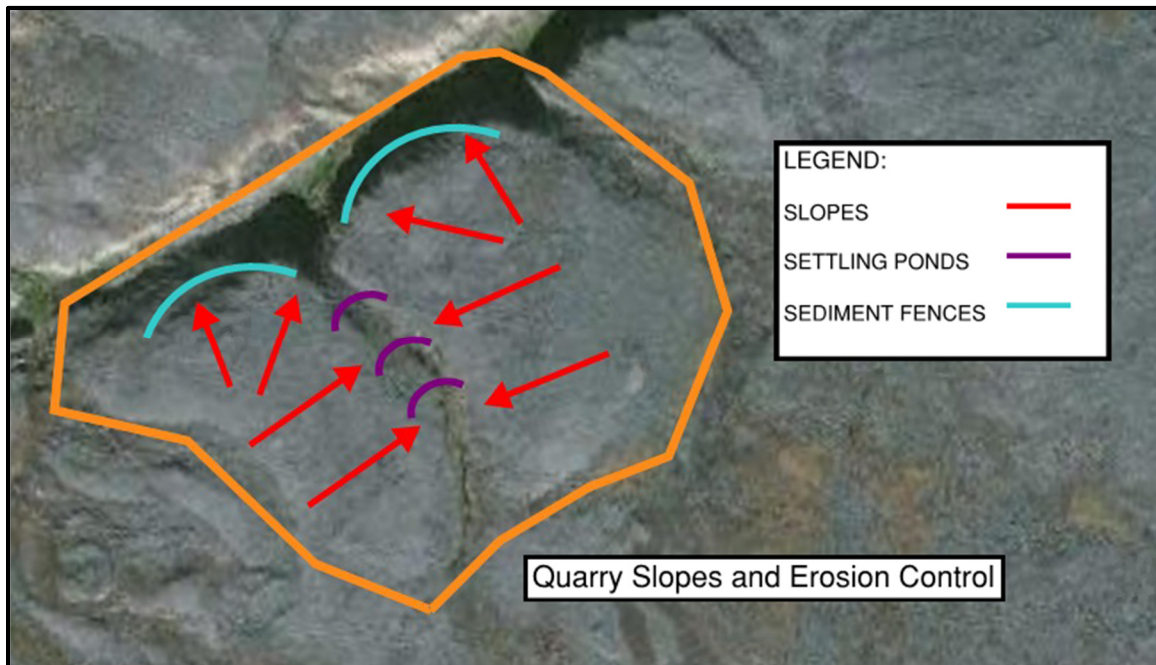 LEGEND:
SLOPES
SETTLING PONDS
SEDIMENT FENCES
Quarry Slopes and Erosion Control